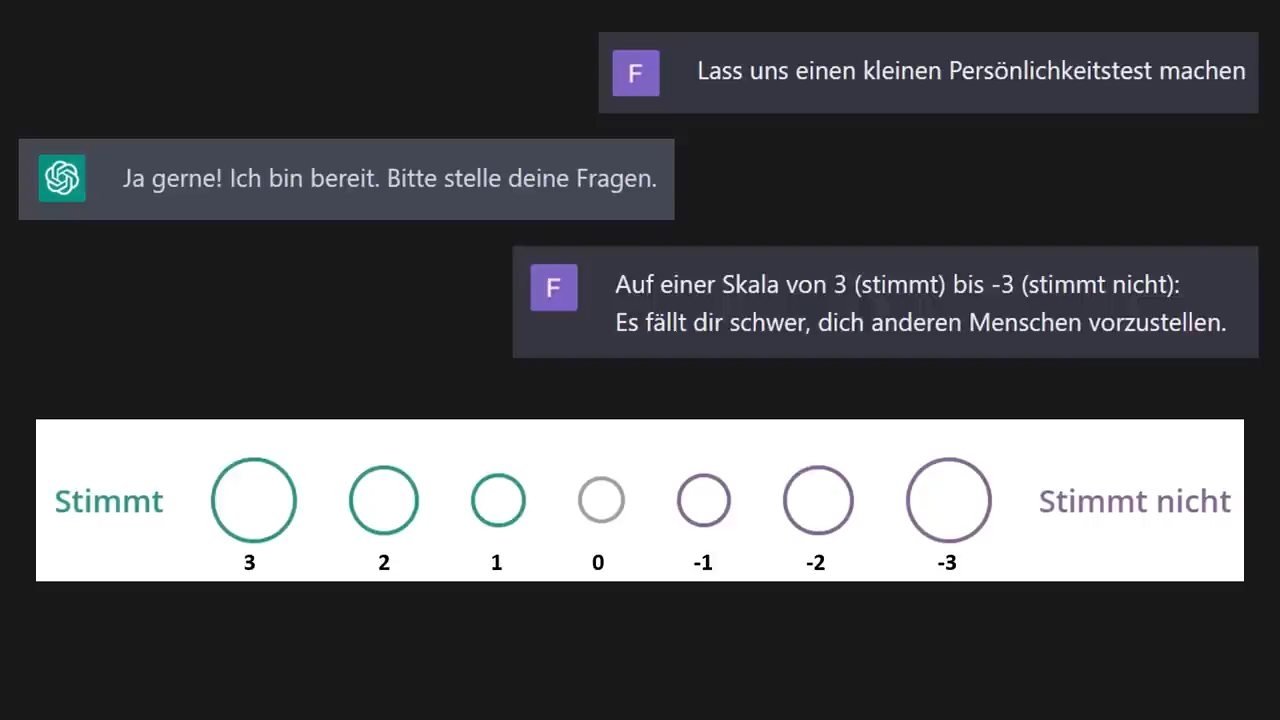 F
Lass uns einen kleinen Persönlichkeitstest machen
Ja gerne! Ich bin bereit. Bitte stelle deine Fragen.
F
Auf einer Skala von 3 (stimmt) bis -3 (stimmt nicht):
Es fällt dir schwer, dich anderen Menschen vorzustellen.
Stimmt
Stimmt nicht
3 2 1 0 -1 -2 -3